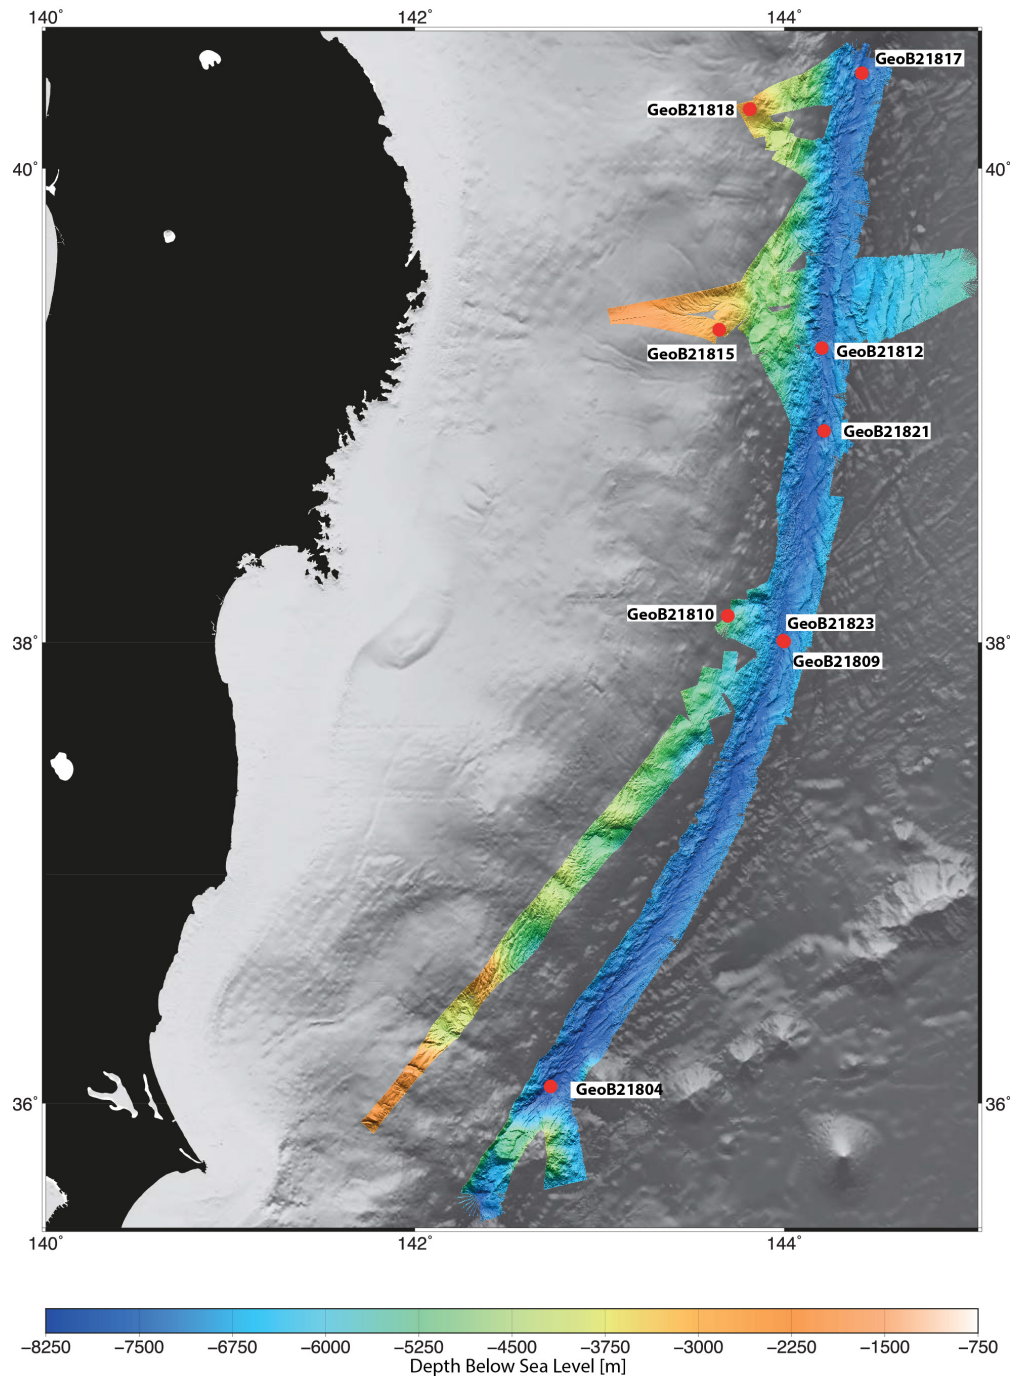 140˚ 142˚ 144˚
GeoB21817
GeoB21818
40˚ 40˚
GeoB21815
GeoB21812
GeoB21821
GeoB21810
GeoB21823
38˚ 38˚
GeoB21809
GeoB21804
36˚ 36˚
140˚ 142˚ 144˚
−8250 −7500 −6750 −6000 −5250 −4500 −3750 −3000 −2250 −1500 −750
Depth Below Sea Level [m]